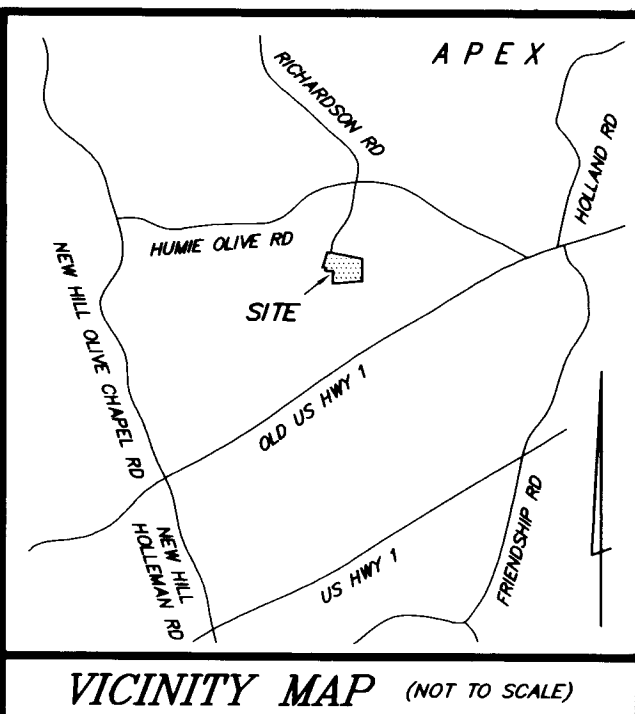 APEX
RICHARDSON RD
HOLLAND RD
HUMIE OLIVE RD
SITE
NEW HILL OLIVE CHAPEL RD
OLD US HWY 1
NEW HILL
HOLLEMAN RD
US HWY 1
FRIENDSHIP RD
VICINITY MAP (NOT TO SCALE)